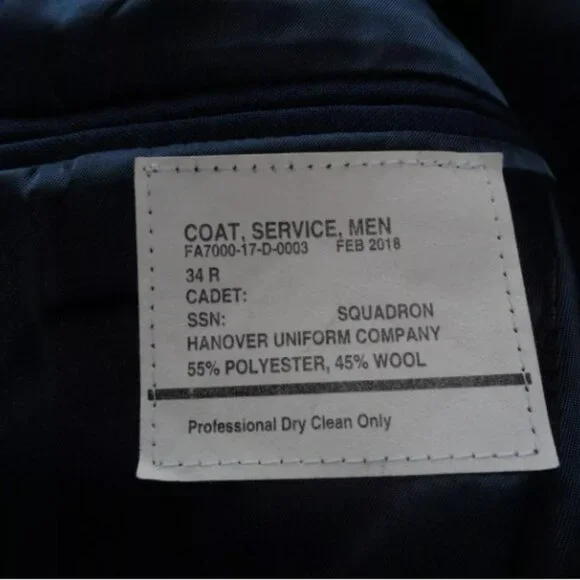 COAT, SERVICE, MEN
FA7000-17-D-0003 FEB 2018
34 R
CADET:
SSN: SQUADRON
HANOVER UNIFORM COMPANY
55% POLYESTER, 45% WOOL
Professional Dry Clean Only